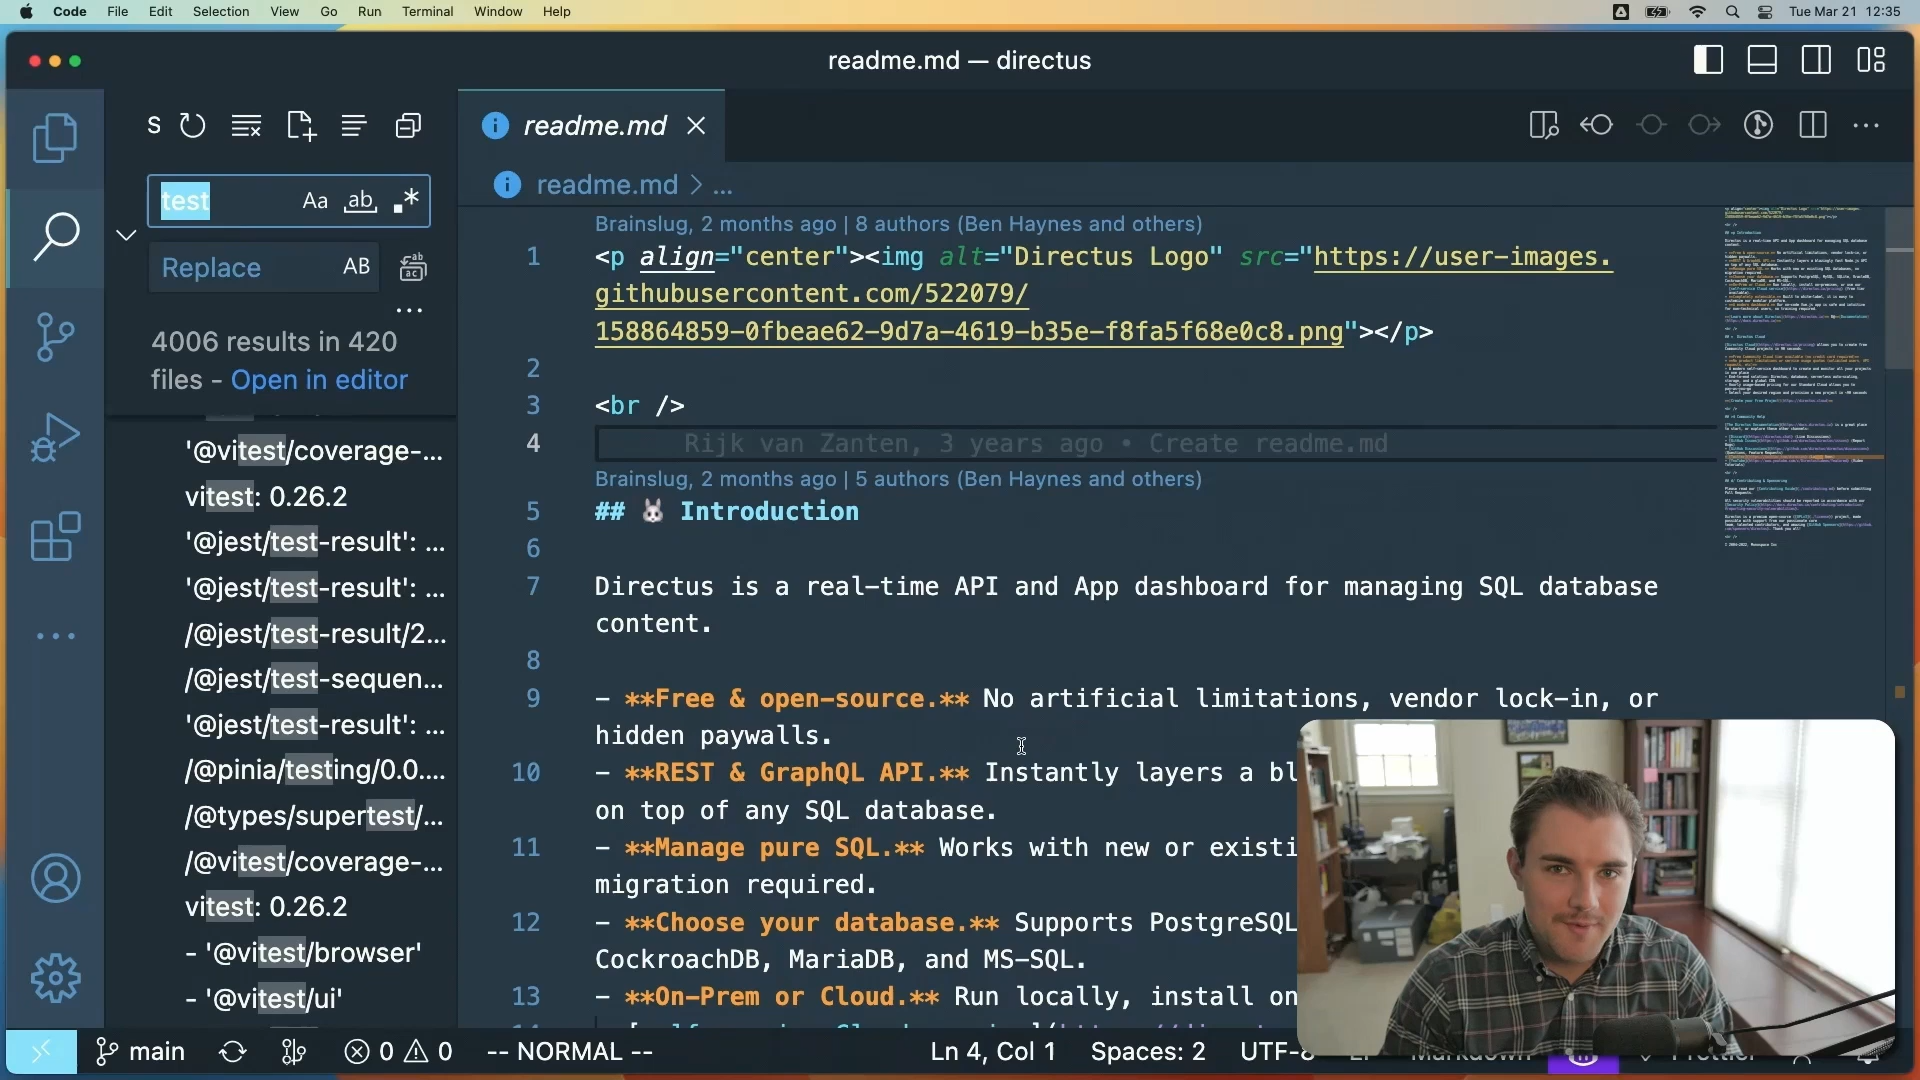 Code File Edit Selection View Go Run Terminal Window Help Tue Mar 21 12:35
readme.md — directus
S
readme.md
test Aa ab .*
readme.md > ...
Replace AB
4006 results in 420
files - Open in editor
'@vitest/coverage-...
vitest: 0.26.2
'@jest/test-result': ...
'@jest/test-result': ...
/@jest/test-result/2...
/@jest/test-sequen...
'@jest/test-result': ...
/@pinia/testing/0.0....
/@types/supertest/...
/@vitest/coverage-...
vitest: 0.26.2
- '@vitest/browser'
- '@vitest/ui'
Brainslug, 2 months ago | 8 authors (Ben Haynes and others)
1 <p align="center"><img alt="Directus Logo" src="https://user-images.
githubusercontent.com/522079/
158864859-0fbeae62-9d7a-4619-b35e-f8fa5f68e0c8.png"></p>
2
3 <br />
4 Rijk van Zanten, 3 years ago • Create readme.md
Brainslug, 2 months ago | 5 authors (Ben Haynes and others)
5 ## 🐰 Introduction
6
7 Directus is a real-time API and App dashboard for managing SQL database
content.
8
9 - **Free & open-source.** No artificial limitations, vendor lock-in, or
hidden paywalls.
10 - **REST & GraphQL API.** Instantly layers a bl
on top of any SQL database.
11 - **Manage pure SQL.** Works with new or existi
migration required.
12 - **Choose your database.** Supports PostgreSQL
CockroachDB, MariaDB, and MS-SQL.
13 - **On-Prem or Cloud.** Run locally, install on
main 0 0 -- NORMAL -- Ln 4, Col 1 Spaces: 2 UTF-8